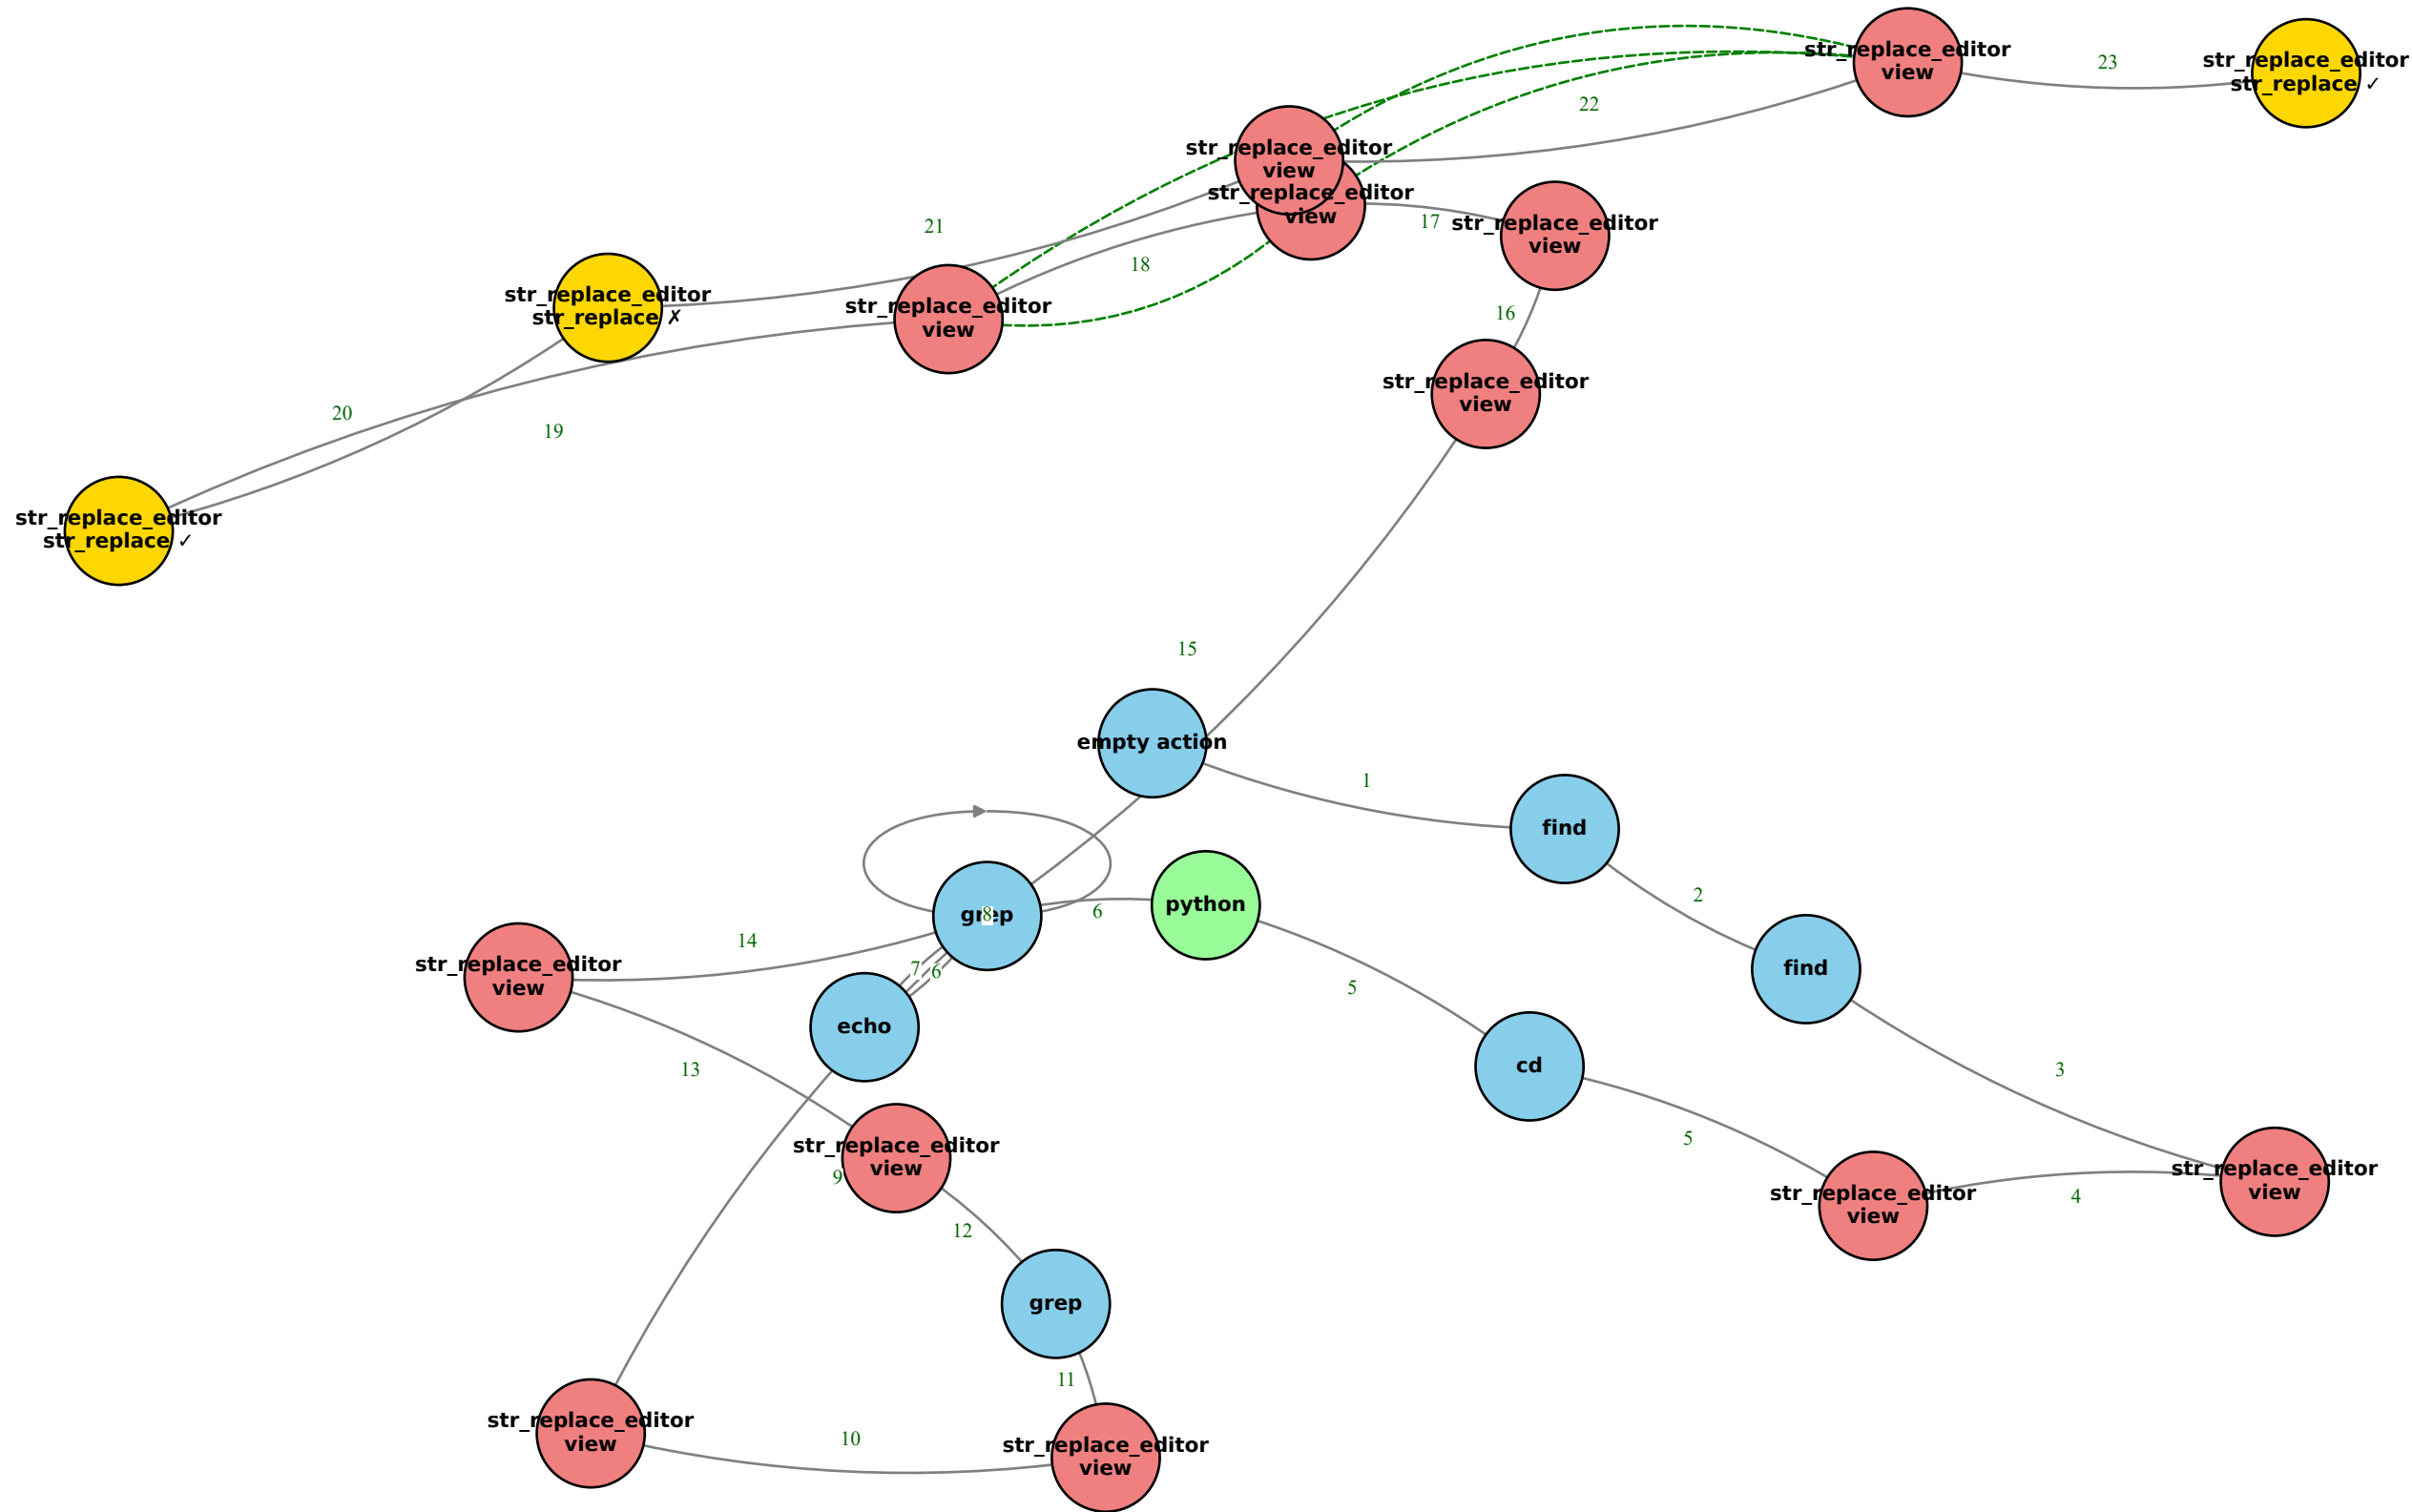 str_replace_editor
view
23
str_replace_editor
str_replace ✓
22
str_replace_editor
view
str_replace_editor
view
17
str_replace_editor
view
21
18
str_replace_editor
str_replace ✗
str_replace_editor
view
16
str_replace_editor
view
20
19
str_replace_editor
str_replace ✓
15
empty action
1
find
2
find
grep
8
6
python
14
str_replace_editor
view
7
6
echo
5
cd
3
13
str_replace_editor
view
9
5
str_replace_editor
view
4
str_replace_editor
view
12
grep
11
str_replace_editor
view
10
str_replace_editor
view